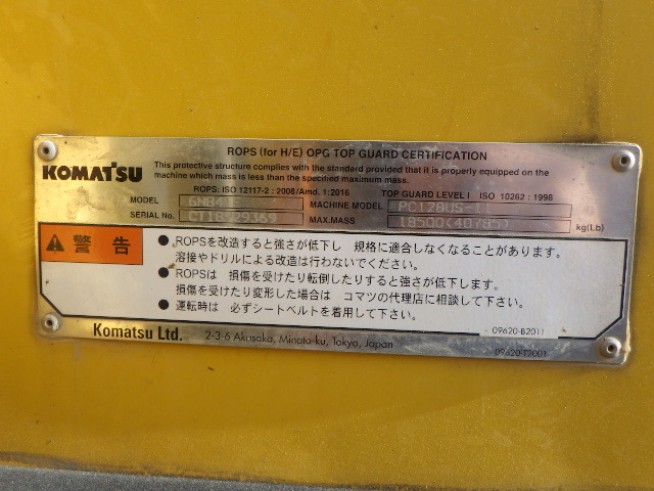 ROPS (for H/E) OPG TOP GUARD CERTIFICATION
KOMATSU
This protective structure complies with the standard provided that it is properly equipped on the
machine which mass is less than the specified maximum mass.
ROPS: ISO 12117-2 : 2008/Amd. 1:2016 TOP GUARD LEVEL I ISO 10262 : 1998
MODEL MACHINE MODEL
SERIAL No. MAX.MASS 18500(40785) kg(Lb)
警告
● ROPSを改造すると強さが低下し 規格に適合しなくなることがあります。
溶接やドリルによる改造は行わないでください。
● ROPSは 損傷を受けたり転倒したりすると強さが低下します。
損傷を受けたり変形した場合は コマツの代理店に相談して下さい。
● 運転時は 必ずシートベルトを着用して下さい。
09620-B2011
Komatsu Ltd. 2-3-6 Akasaka, Minato-ku, Tokyo, Japan